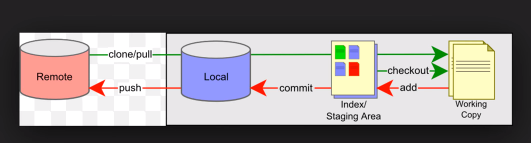 clone/pull
Remote
Local
checkout
push
commit
add
Index/
Staging Area
Working
Copy